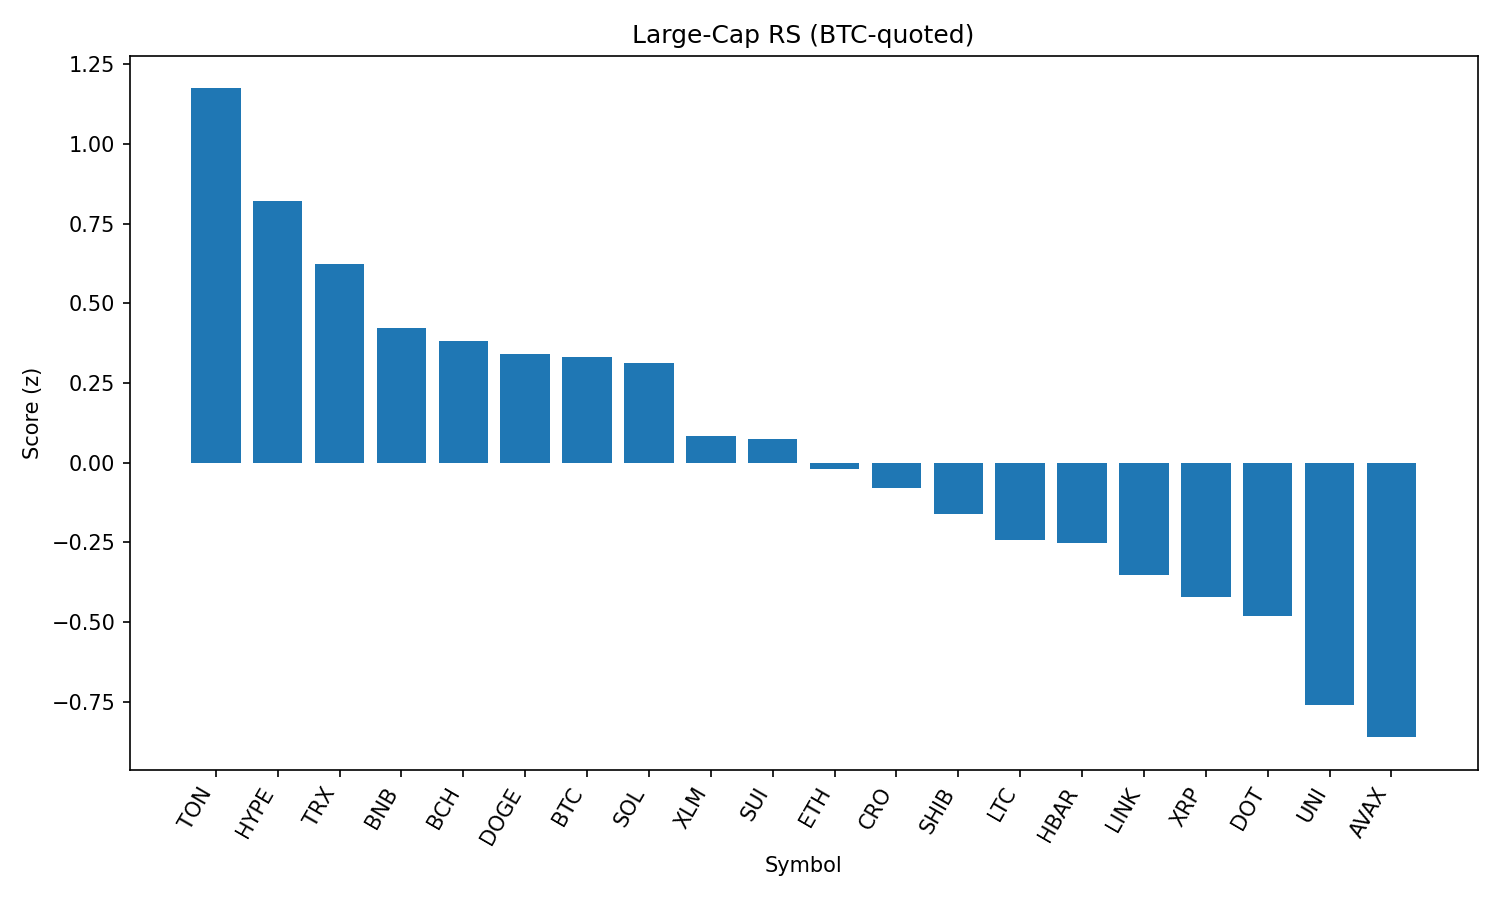 Large-Cap RS (BTC-quoted)
Score (z)
1.25
1.00
0.75
0.50
0.25
0.00
−0.25
−0.50
−0.75
TON
HYPE
TRX
BNB
BCH
DOGE
BTC
SOL
XLM
SUI
ETH
CRO
SHIB
LTC
HBAR
LINK
XRP
DOT
UNI
AVAX
Symbol